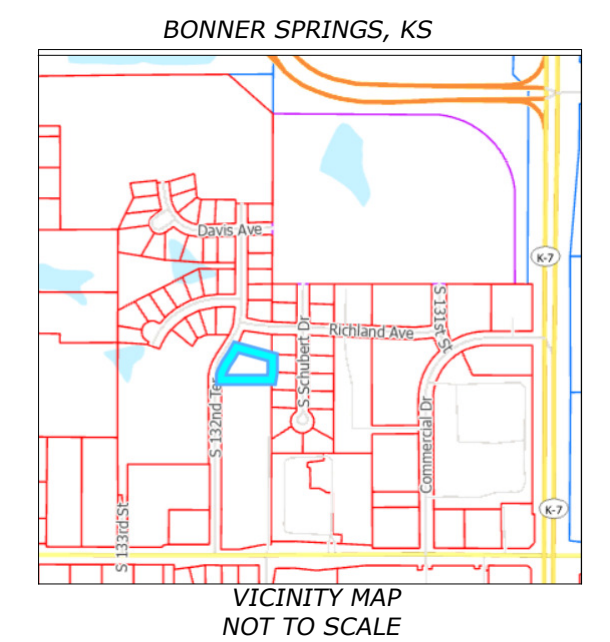 BONNER SPRINGS, KS
K-7
Davis Ave
S 131st St
Richland Ave
S Schubert Dr
S 132nd Ter
Commercial Dr
K-7
S 133rd St
VICINITY MAP
NOT TO SCALE